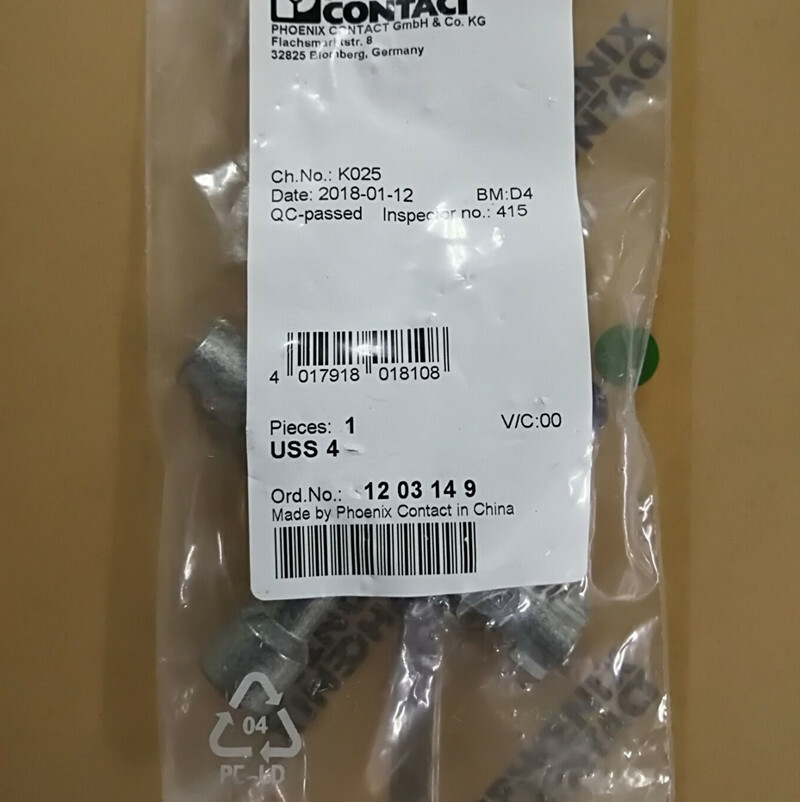 CONTACT
PHOENIX CONTACT GmbH & Co. KG
Flachsmarktstr. 8
32825 Blomberg, Germany
Ch.No.: K025
Date: 2018-01-12 BM:D4
QC-passed Inspector no.: 415
4 017918 018108
Pieces: 1 V/C:00
USS 4
Ord.No.: 12 03 14 9
Made by Phoenix Contact in China
04
PE-LD